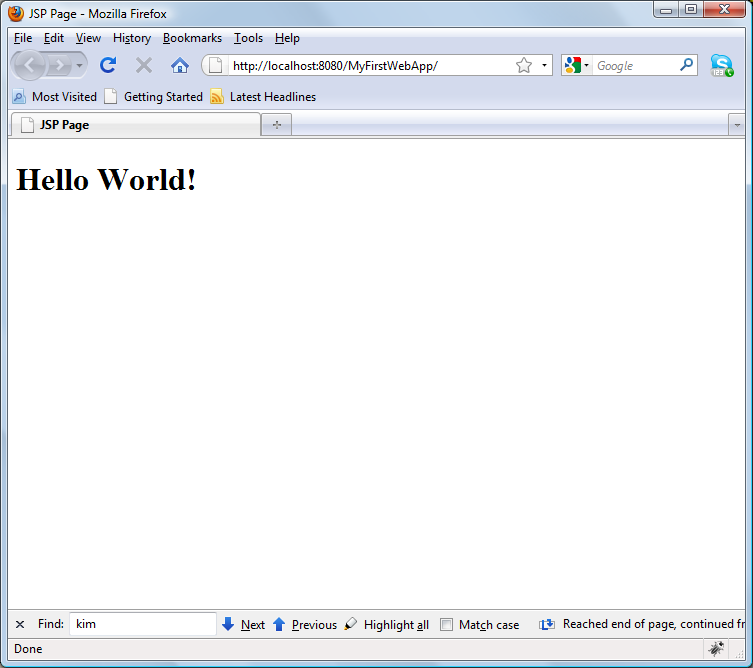 JSP Page - Mozilla Firefox
File Edit View History Bookmarks Tools Help
http://localhost:8080/MyFirstWebApp/ Google
Most Visited Getting Started Latest Headlines
JSP Page
Hello World!
Find: kim Next Previous Highlight all Match case Reached end of page, continued fr
Done